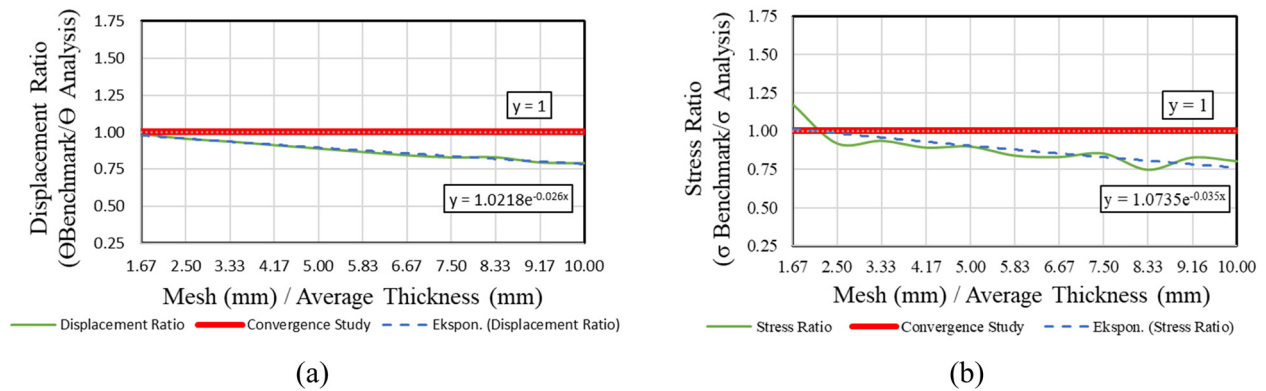 Displacement Ratio
(ӨBenchmark/Ө Analysis)
1.75
1.50
1.25
1.00
0.75
0.50
0.25
y = 1
y = 1.0218e^-0.026x
1.67 2.50 3.33 4.17 5.00 5.83 6.67 7.50 8.33 9.17 10.00
Mesh (mm) / Average Thickness (mm)
Displacement Ratio Convergence Study Ekspon. (Displacement Ratio)
(a)
Stress Ratio
(σ Benchmark/σ Analysis)
1.75
1.50
1.25
1.00
0.75
0.50
0.25
y = 1
y = 1.0735e^-0.035x
1.67 2.50 3.33 4.17 5.00 5.83 6.67 7.50 8.33 9.16 10.00
Mesh (mm) / Average Thickness (mm)
Stress Ratio Convergence Study Ekspon. (Stress Ratio)
(b)